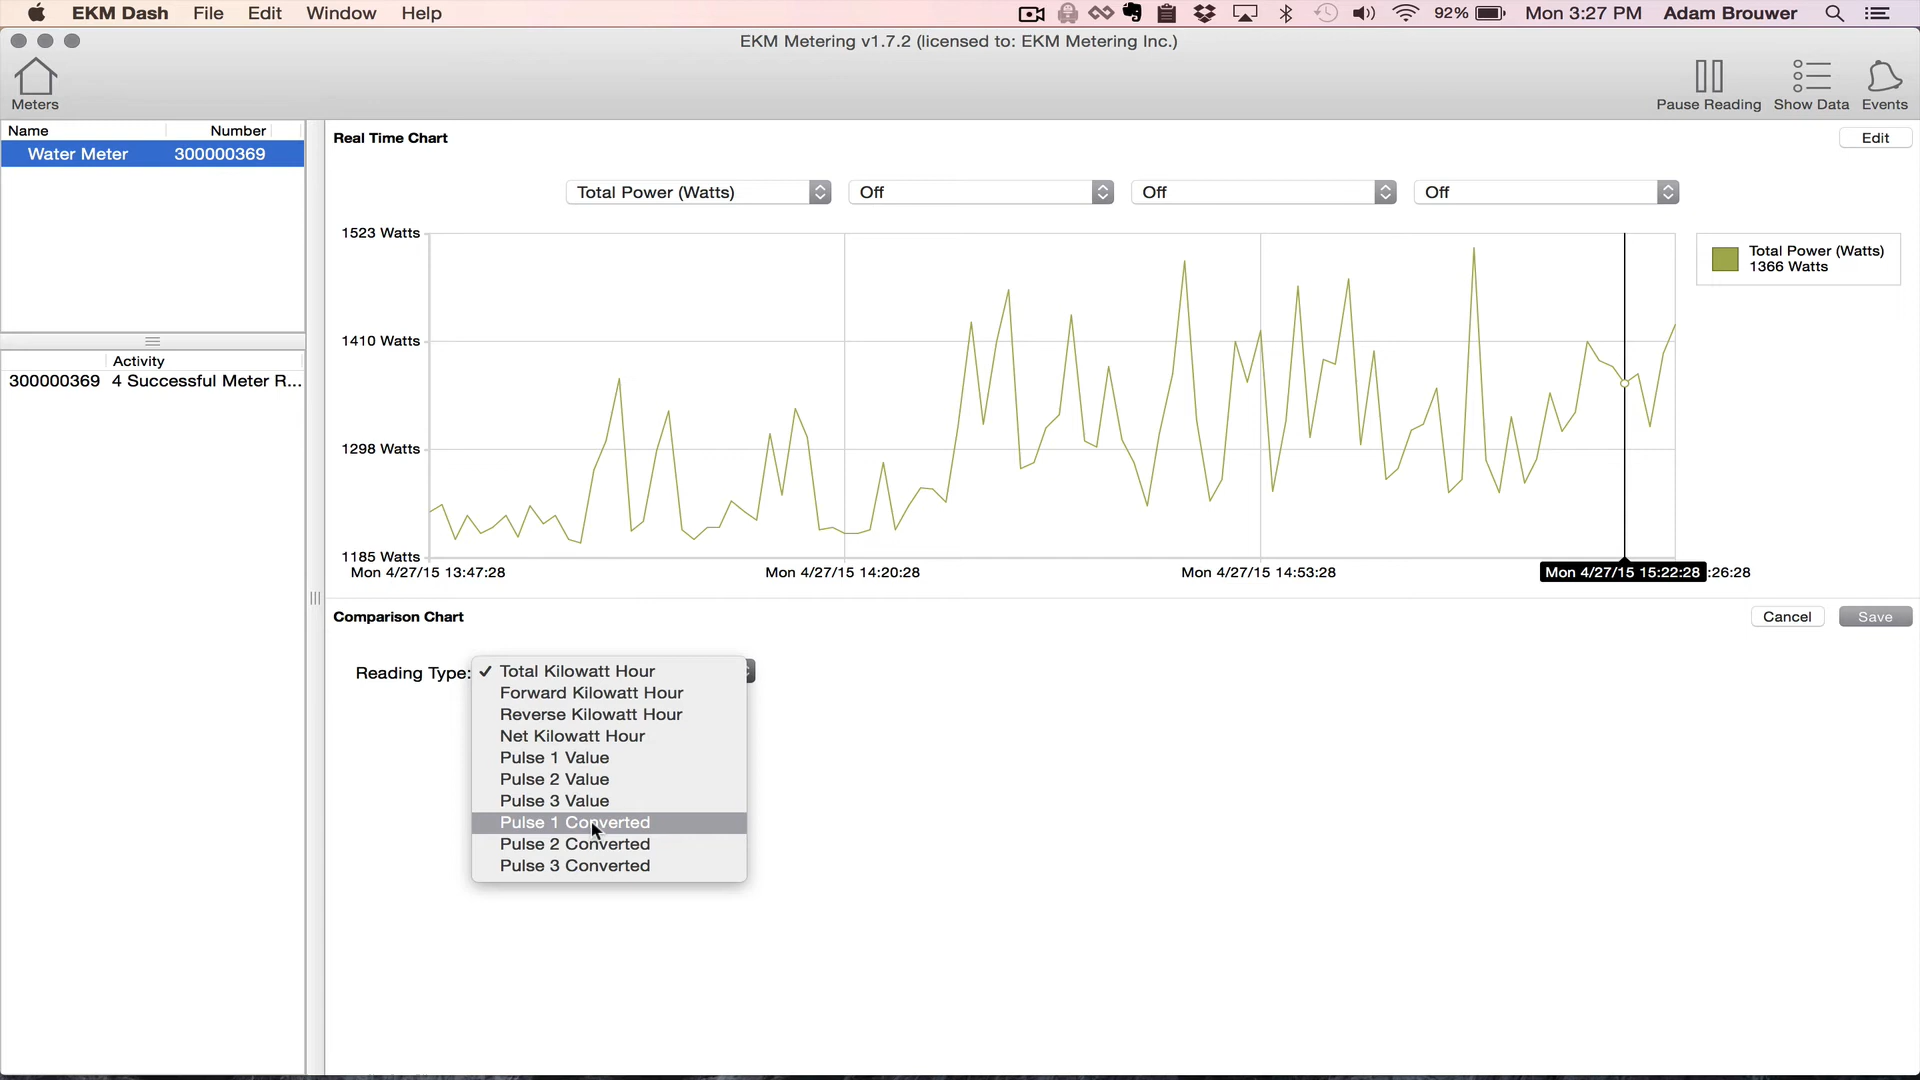 EKM Dash File Edit Window Help 92% Mon 3:27 PM Adam Brouwer
EKM Metering v1.7.2 (licensed to: EKM Metering Inc.)
Meters Pause Reading Show Data Events
Name Number
Water Meter 300000369
Activity
300000369 4 Successful Meter R...
Real Time Chart Edit
Total Power (Watts) Off Off Off
1523 Watts
1410 Watts
1298 Watts
1185 Watts
Total Power (Watts)
1366 Watts
Mon 4/27/15 13:47:28 Mon 4/27/15 14:20:28 Mon 4/27/15 14:53:28 Mon 4/27/15 15:22:28 :26:28
Comparison Chart Cancel Save
Reading Type: ✓ Total Kilowatt Hour
Forward Kilowatt Hour
Reverse Kilowatt Hour
Net Kilowatt Hour
Pulse 1 Value
Pulse 2 Value
Pulse 3 Value
Pulse 1 Converted
Pulse 2 Converted
Pulse 3 Converted